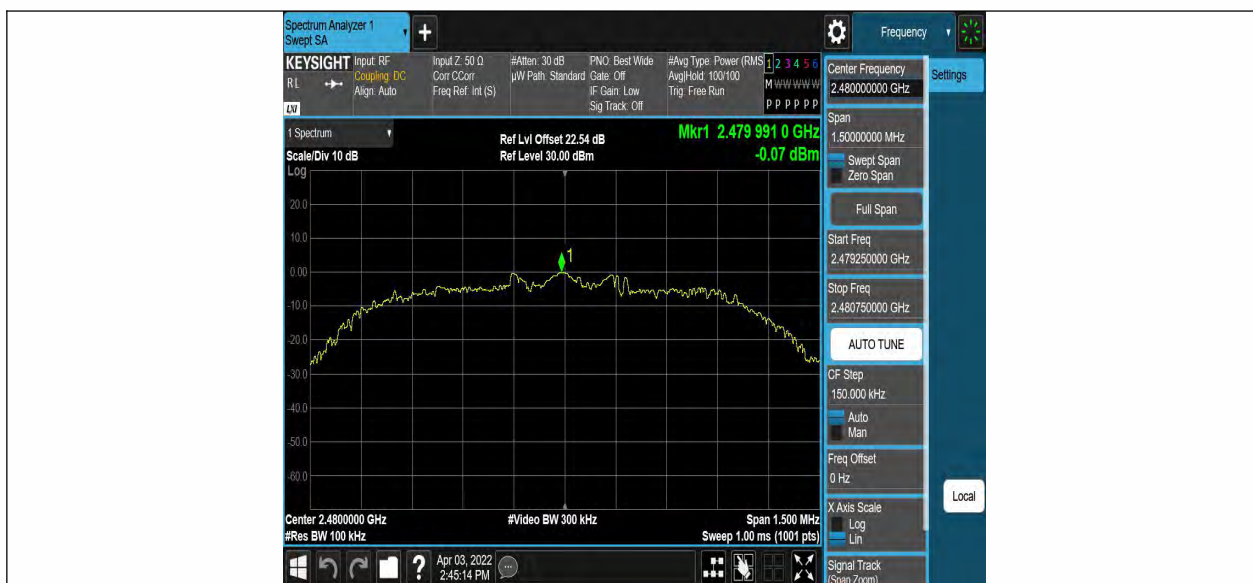 Spectrum Analyzer 1
Swept SA
+
Frequency
KEYSIGHT
RL
LXI
Input: RF
Coupling: DC
Align: Auto
Input Z: 50 Ω
Corr CCorr
Freq Ref: Int (S)
#Atten: 30 dB
µW Path: Standard
PNO: Best Wide
Gate: Off
IF Gain: Low
Sig Track: Off
#Avg Type: Power (RMS
Avg|Hold: 100/100
Trig: Free Run
1 2 3 4 5 6
M W W W W W
P P P P P P
1 Spectrum
Scale/Div 10 dB
Ref Lvl Offset 22.54 dB
Ref Level 30.00 dBm
Mkr1 2.479 991 0 GHz
-0.07 dBm
Log
20.0
10.0
0.00
-10.0
-20.0
-30.0
-40.0
-50.0
-60.0
1
Center 2.4800000 GHz
#Res BW 100 kHz
#Video BW 300 kHz
Span 1.500 MHz
Sweep 1.00 ms (1001 pts)
Apr 03, 2022
2:45:14 PM
?
Center Frequency
2.480000000 GHz
Settings
Span
1.50000000 MHz
Swept Span
Zero Span
Full Span
Start Freq
2.479250000 GHz
Stop Freq
2.480750000 GHz
AUTO TUNE
CF Step
150.000 kHz
Auto
Man
Freq Offset
0 Hz
X Axis Scale
Log
Lin
Local
Signal Track
(Span Zoom)